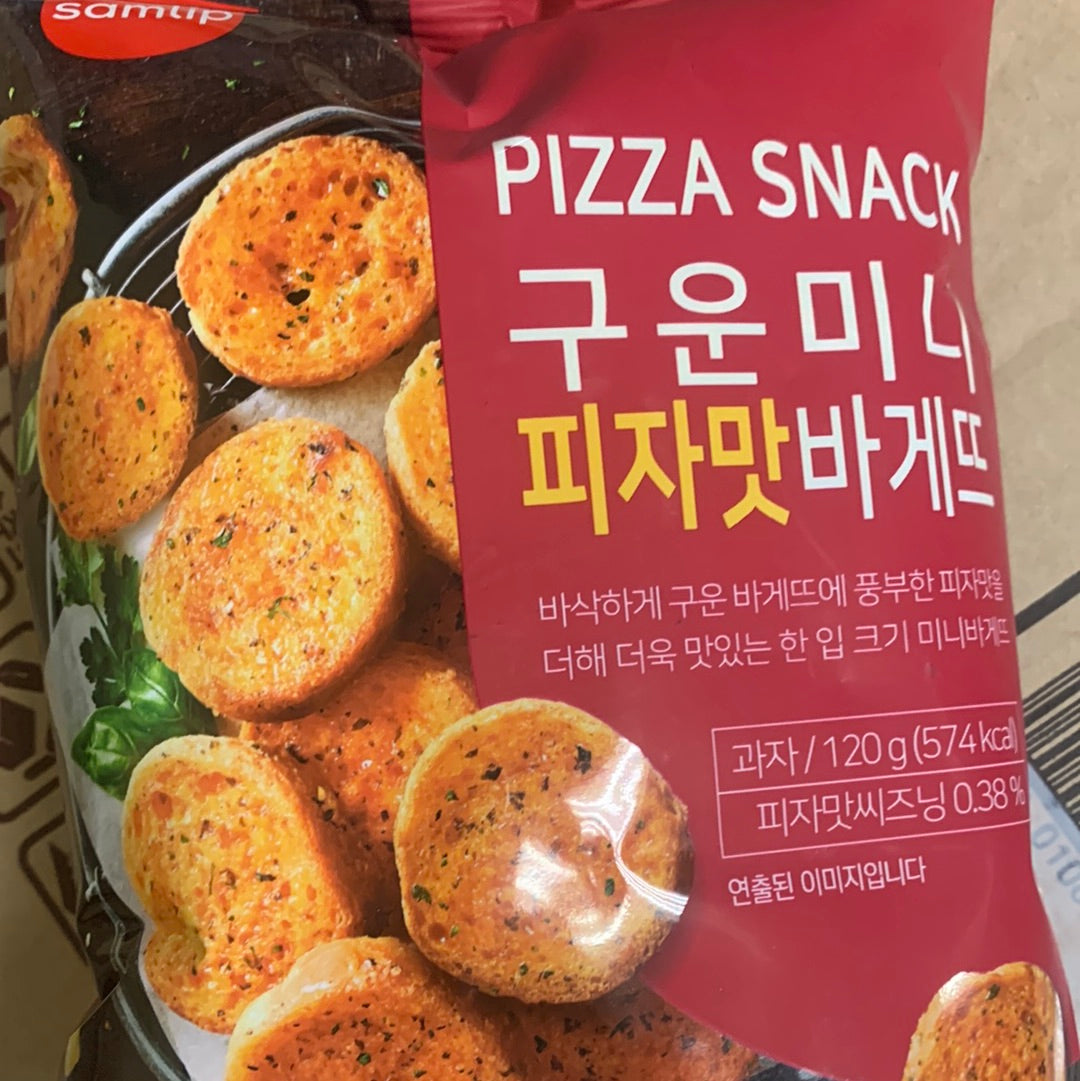 samlip
PIZZA SNACK
구운미니
피자맛바게뜨
바삭하게 구운 바게뜨에 풍부한 피자맛을
더해 더욱 맛있는 한 입 크기 미니바게뜨
과자 / 120 g (574 kcal)
피자맛씨즈닝 0.38 %
연출된 이미지입니다